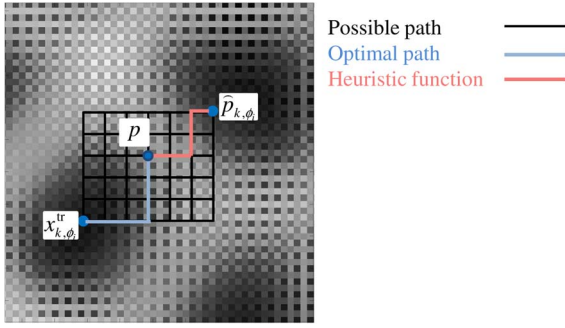 Possible path
Optimal path
Heuristic function
p̂_{k,ϕ_i}
p
x^{tr}_{k,ϕ_i}